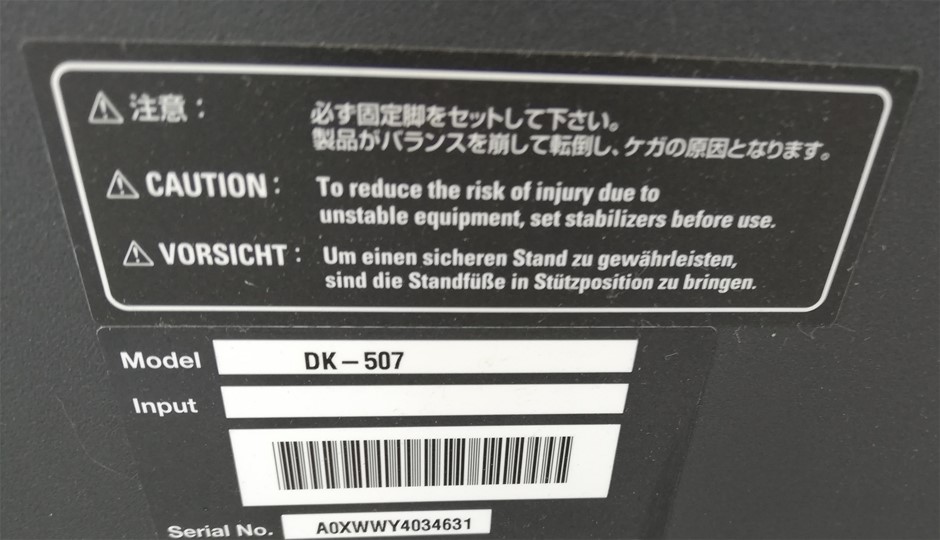 ⚠注意： 必ず固定脚をセットして下さい。
製品がバランスを崩して転倒し、ケガの原因となります。
⚠CAUTION： To reduce the risk of injury due to
unstable equipment, set stabilizers before use.
⚠VORSICHT： Um einen sicheren Stand zu gewährleisten,
sind die Standfüße in Stützposition zu bringen.
Model DK－507
Input
Serial No. A0XWWY4034631